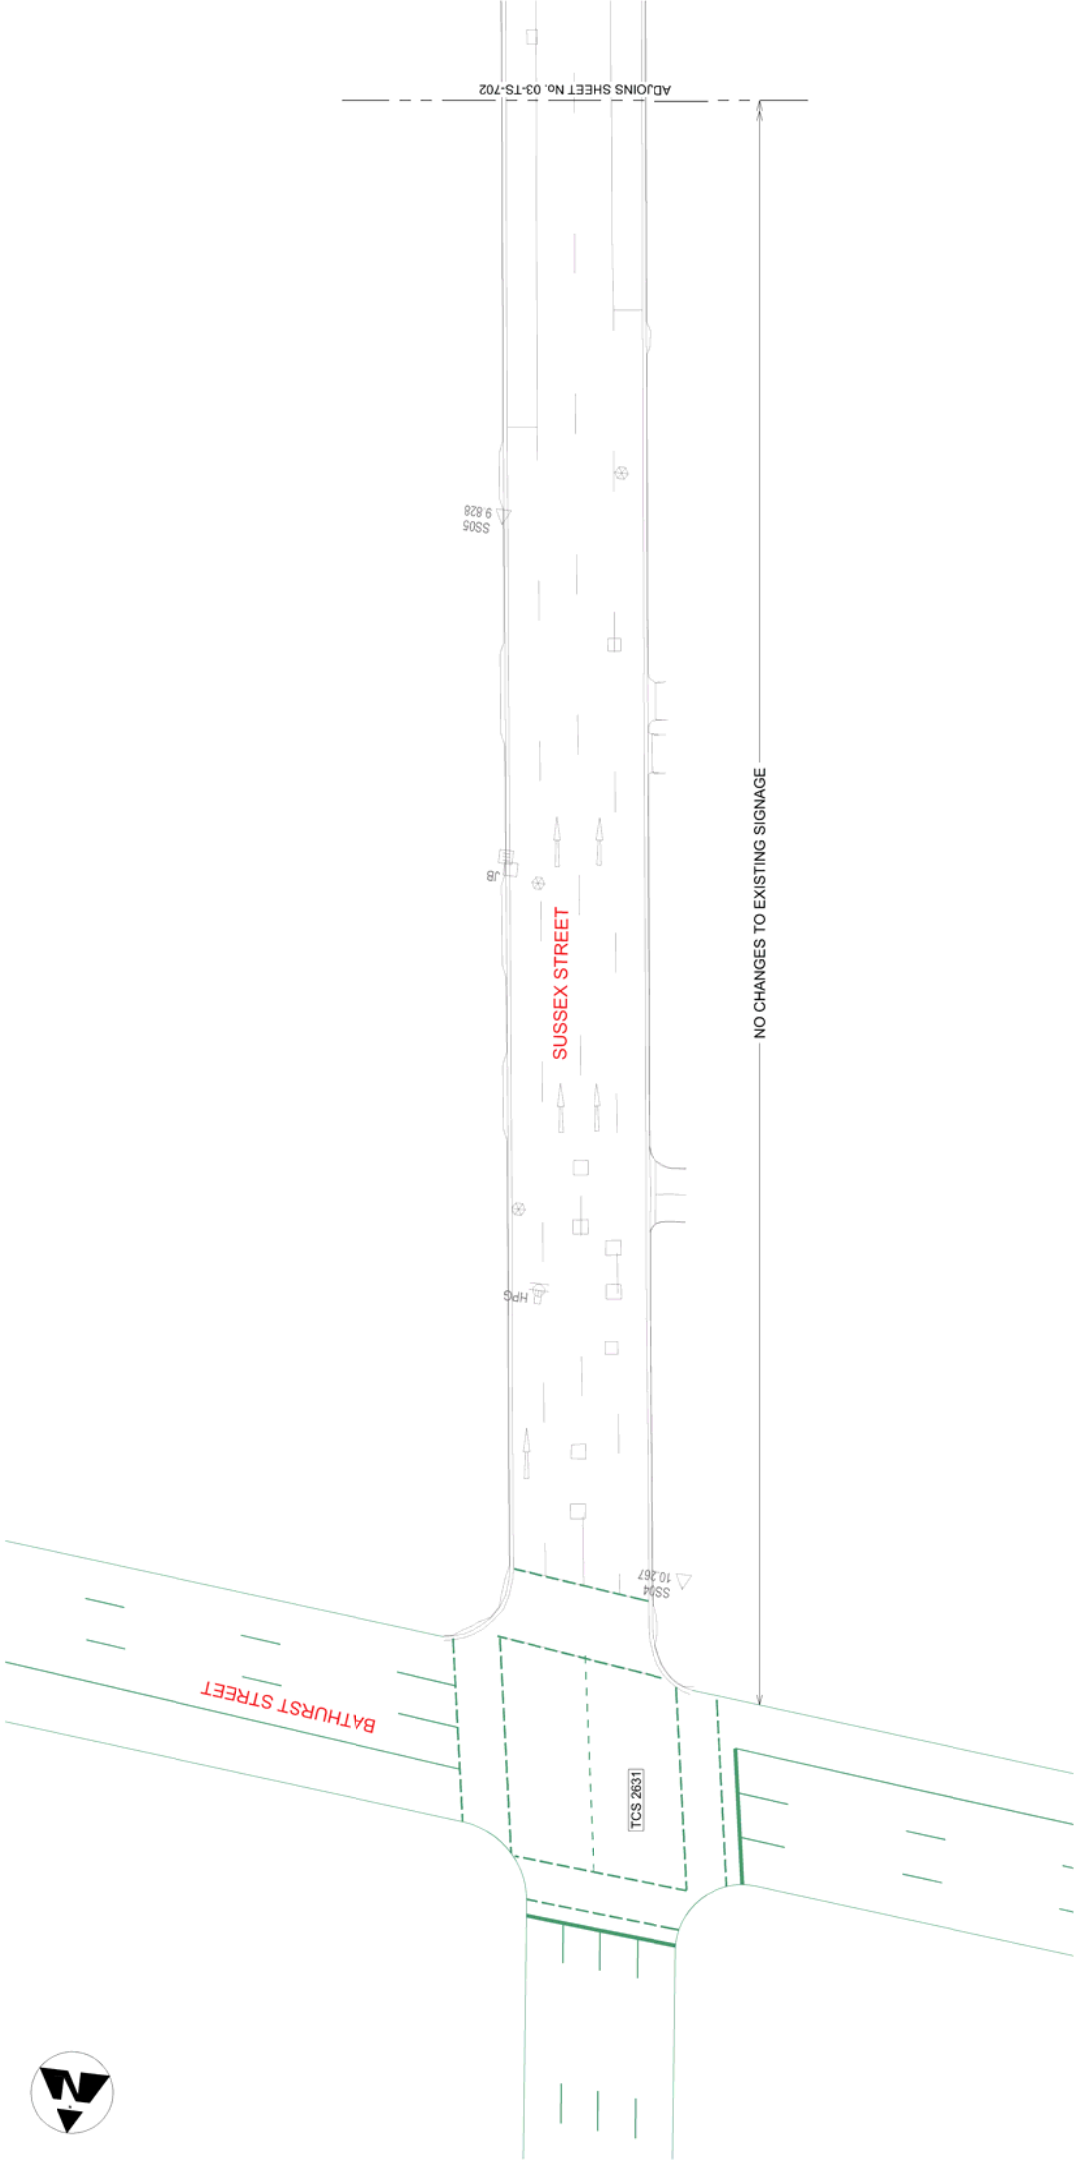 ADJOINS SHEET No. 03-TS-702
SS05
9.828
JB
SUSSEX STREET
NO CHANGES TO EXISTING SIGNAGE
HPG
SS04
10.267
BATHURST STREET
TCS 2631
N